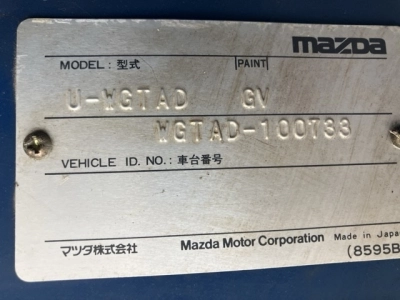 mazda
MODEL: 型式 PAINT
U-WGTAD GV
WGTAD-100733
VEHICLE ID. NO.: 車台番号
マツダ株式会社 Mazda Motor Corporation Made in Japa
(8595B